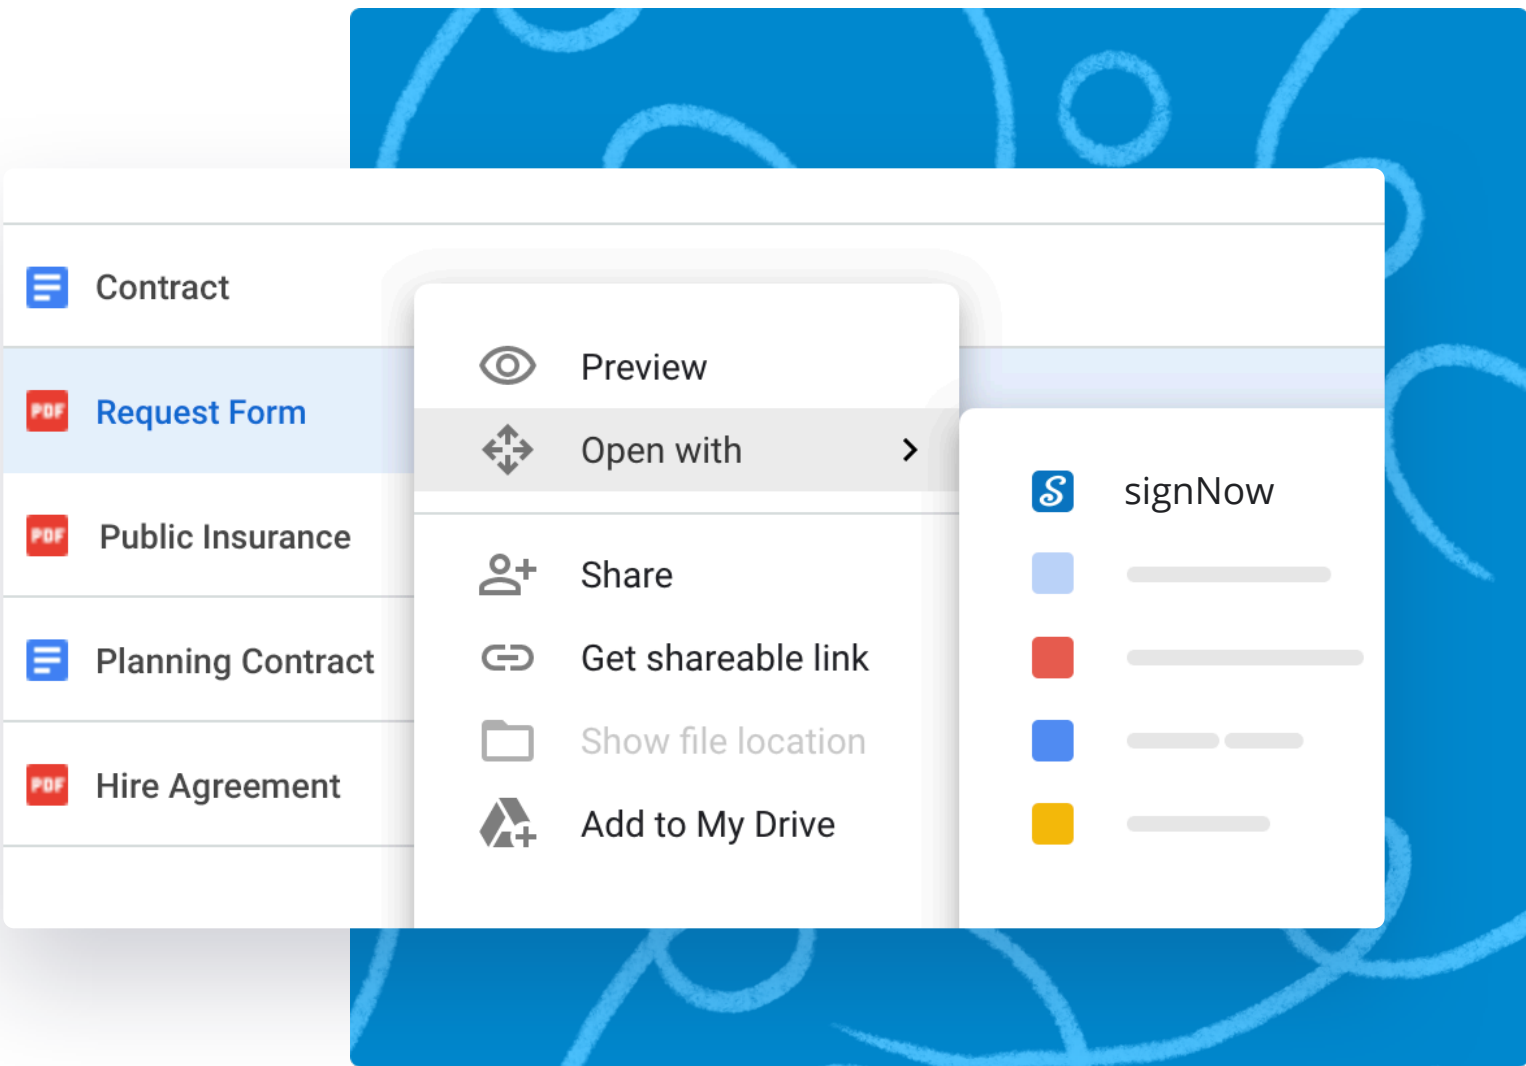 Contract
PDF Request Form
PDF Public Insurance
Planning Contract
PDF Hire Agreement
Preview
Open with
Share
Get shareable link
Show file location
Add to My Drive
S signNow